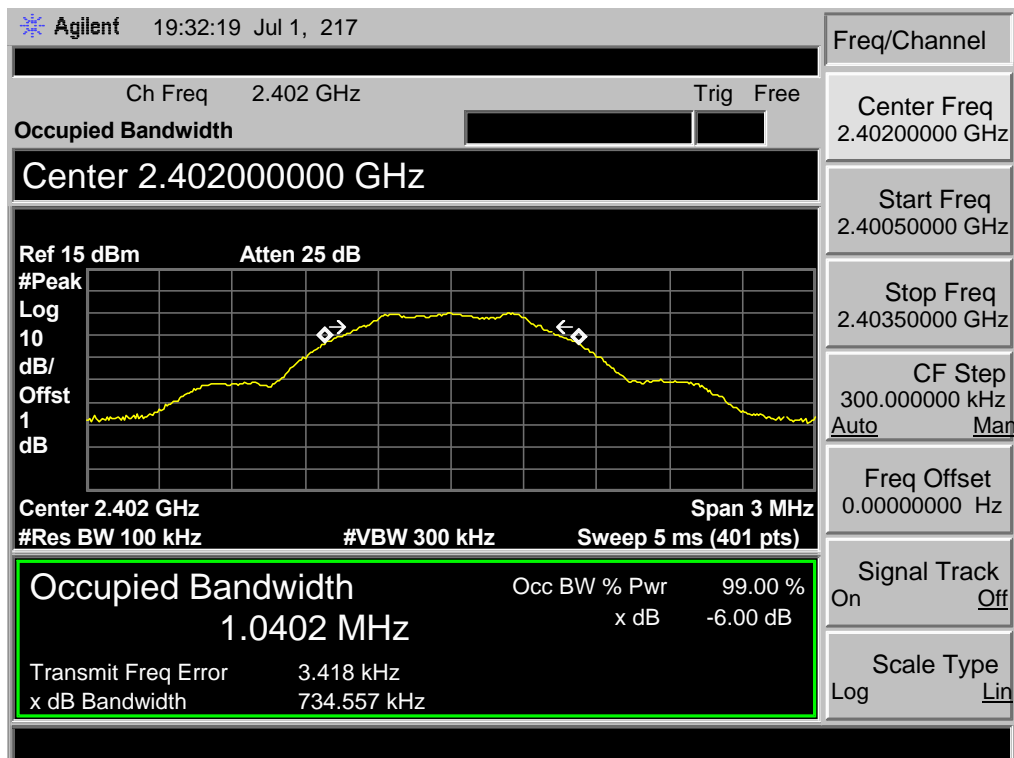 Agilent 19:32:19 Jul 1, 217
Freq/Channel
Ch Freq 2.402 GHz Trig Free
Occupied Bandwidth
Center 2.402000000 GHz
Center Freq
2.40200000 GHz
Start Freq
2.40050000 GHz
Stop Freq
2.40350000 GHz
CF Step
300.000000 kHz
Auto Man
Freq Offset
0.00000000 Hz
Signal Track
On Off
Scale Type
Log Lin
Ref 15 dBm Atten 25 dB
#Peak
Log
10
dB/
Offst
1
dB
Center 2.402 GHz Span 3 MHz
#Res BW 100 kHz #VBW 300 kHz Sweep 5 ms (401 pts)
Occupied Bandwidth Occ BW % Pwr 99.00 %
1.0402 MHz x dB -6.00 dB
Transmit Freq Error 3.418 kHz
x dB Bandwidth 734.557 kHz